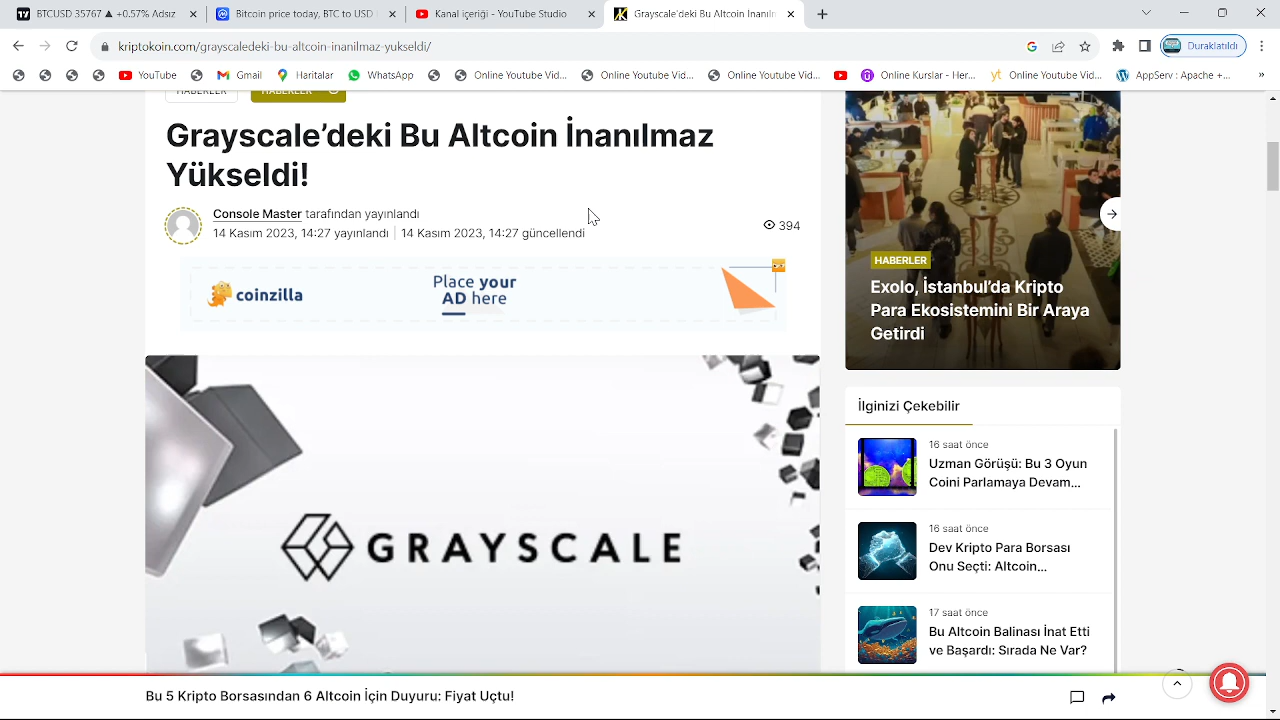 BTCUSD 35767 ▲ +0.57% Adsız
Bitcoin price today, BTC to USD
Kanal içeriği - YouTube Studio
Grayscale'deki Bu Altcoin İnanılm
kriptokoin.com/grayscaledeki-bu-altcoin-inanilmaz-yukseldi/
Duraklatıldı
YouTube
Gmail
Haritalar
WhatsApp
Online Youtube Vid...
Online Youtube Vid...
Online Youtube Vid...
Online Kurslar - Her...
Online Youtube Vid...
AppServ : Apache +...
»
HABERLER
HABERLER
Grayscale’deki Bu Altcoin İnanılmaz
Yükseldi!
Console Master tarafından yayınlandı
14 Kasım 2023, 14:27 yayınlandı | 14 Kasım 2023, 14:27 güncellendi
394
coinzilla
Place your
AD here
GRAYSCALE
HABERLER
Exolo, İstanbul’da Kripto
Para Ekosistemini Bir Araya
Getirdi
İlginizi Çekebilir
16 saat önce
Uzman Görüşü: Bu 3 Oyun
Coini Parlamaya Devam...
16 saat önce
Dev Kripto Para Borsası
Onu Seçti: Altcoin...
17 saat önce
Bu Altcoin Balinası İnat Etti
ve Başardı: Sırada Ne Var?
Bu 5 Kripto Borsasından 6 Altcoin İçin Duyuru: Fiyat Uçtu!